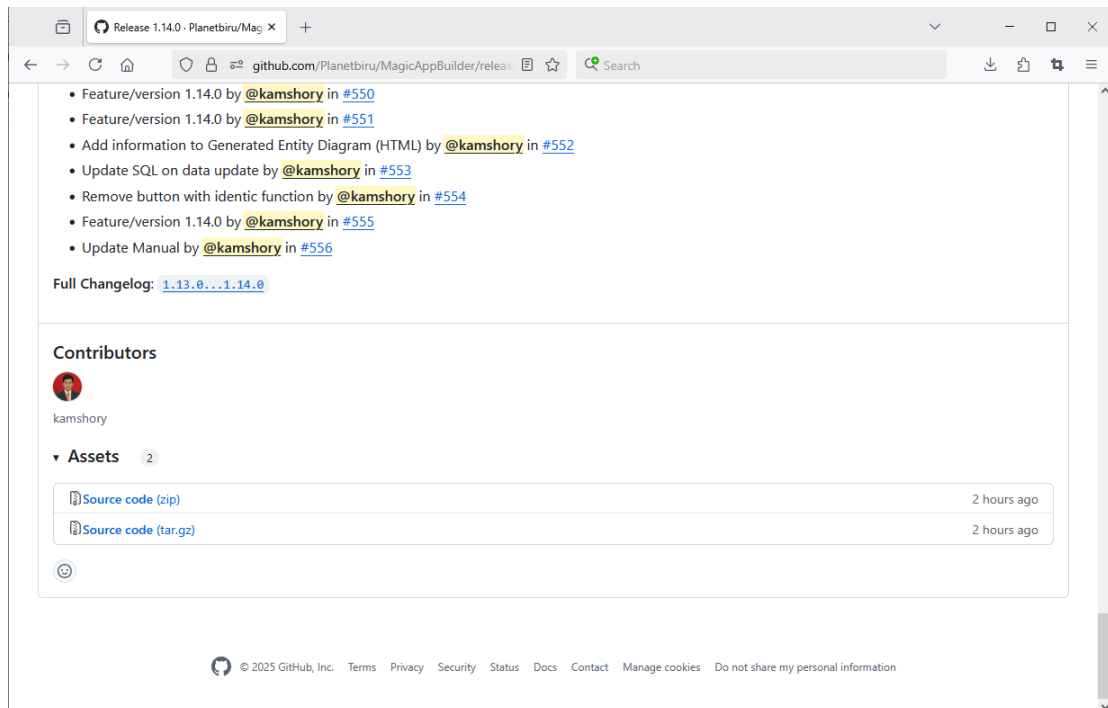 Release 1.14.0 · Planetbiru/Mag
github.com/Planetbiru/MagicAppBuilder/releas
Search
Feature/version 1.14.0 by @kamshory in #550
Feature/version 1.14.0 by @kamshory in #551
Add information to Generated Entity Diagram (HTML) by @kamshory in #552
Update SQL on data update by @kamshory in #553
Remove button with identic function by @kamshory in #554
Feature/version 1.14.0 by @kamshory in #555
Update Manual by @kamshory in #556
Full Changelog: 1.13.0...1.14.0
Contributors
kamshory
Assets 2
Source code (zip) 2 hours ago
Source code (tar.gz) 2 hours ago
© 2025 GitHub, Inc. Terms Privacy Security Status Docs Contact Manage cookies Do not share my personal information